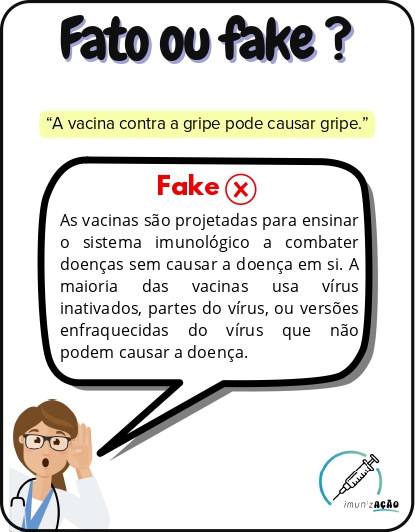 Fato ou fake ?
“A vacina contra a gripe pode causar gripe.”
Fake
As vacinas são projetadas para ensinar
o sistema imunológico a combater
doenças sem causar a doença em si. A
maioria das vacinas usa vírus
inativados, partes do vírus, ou versões
enfraquecidas do vírus que não
podem causar a doença.
imunizAÇÃO